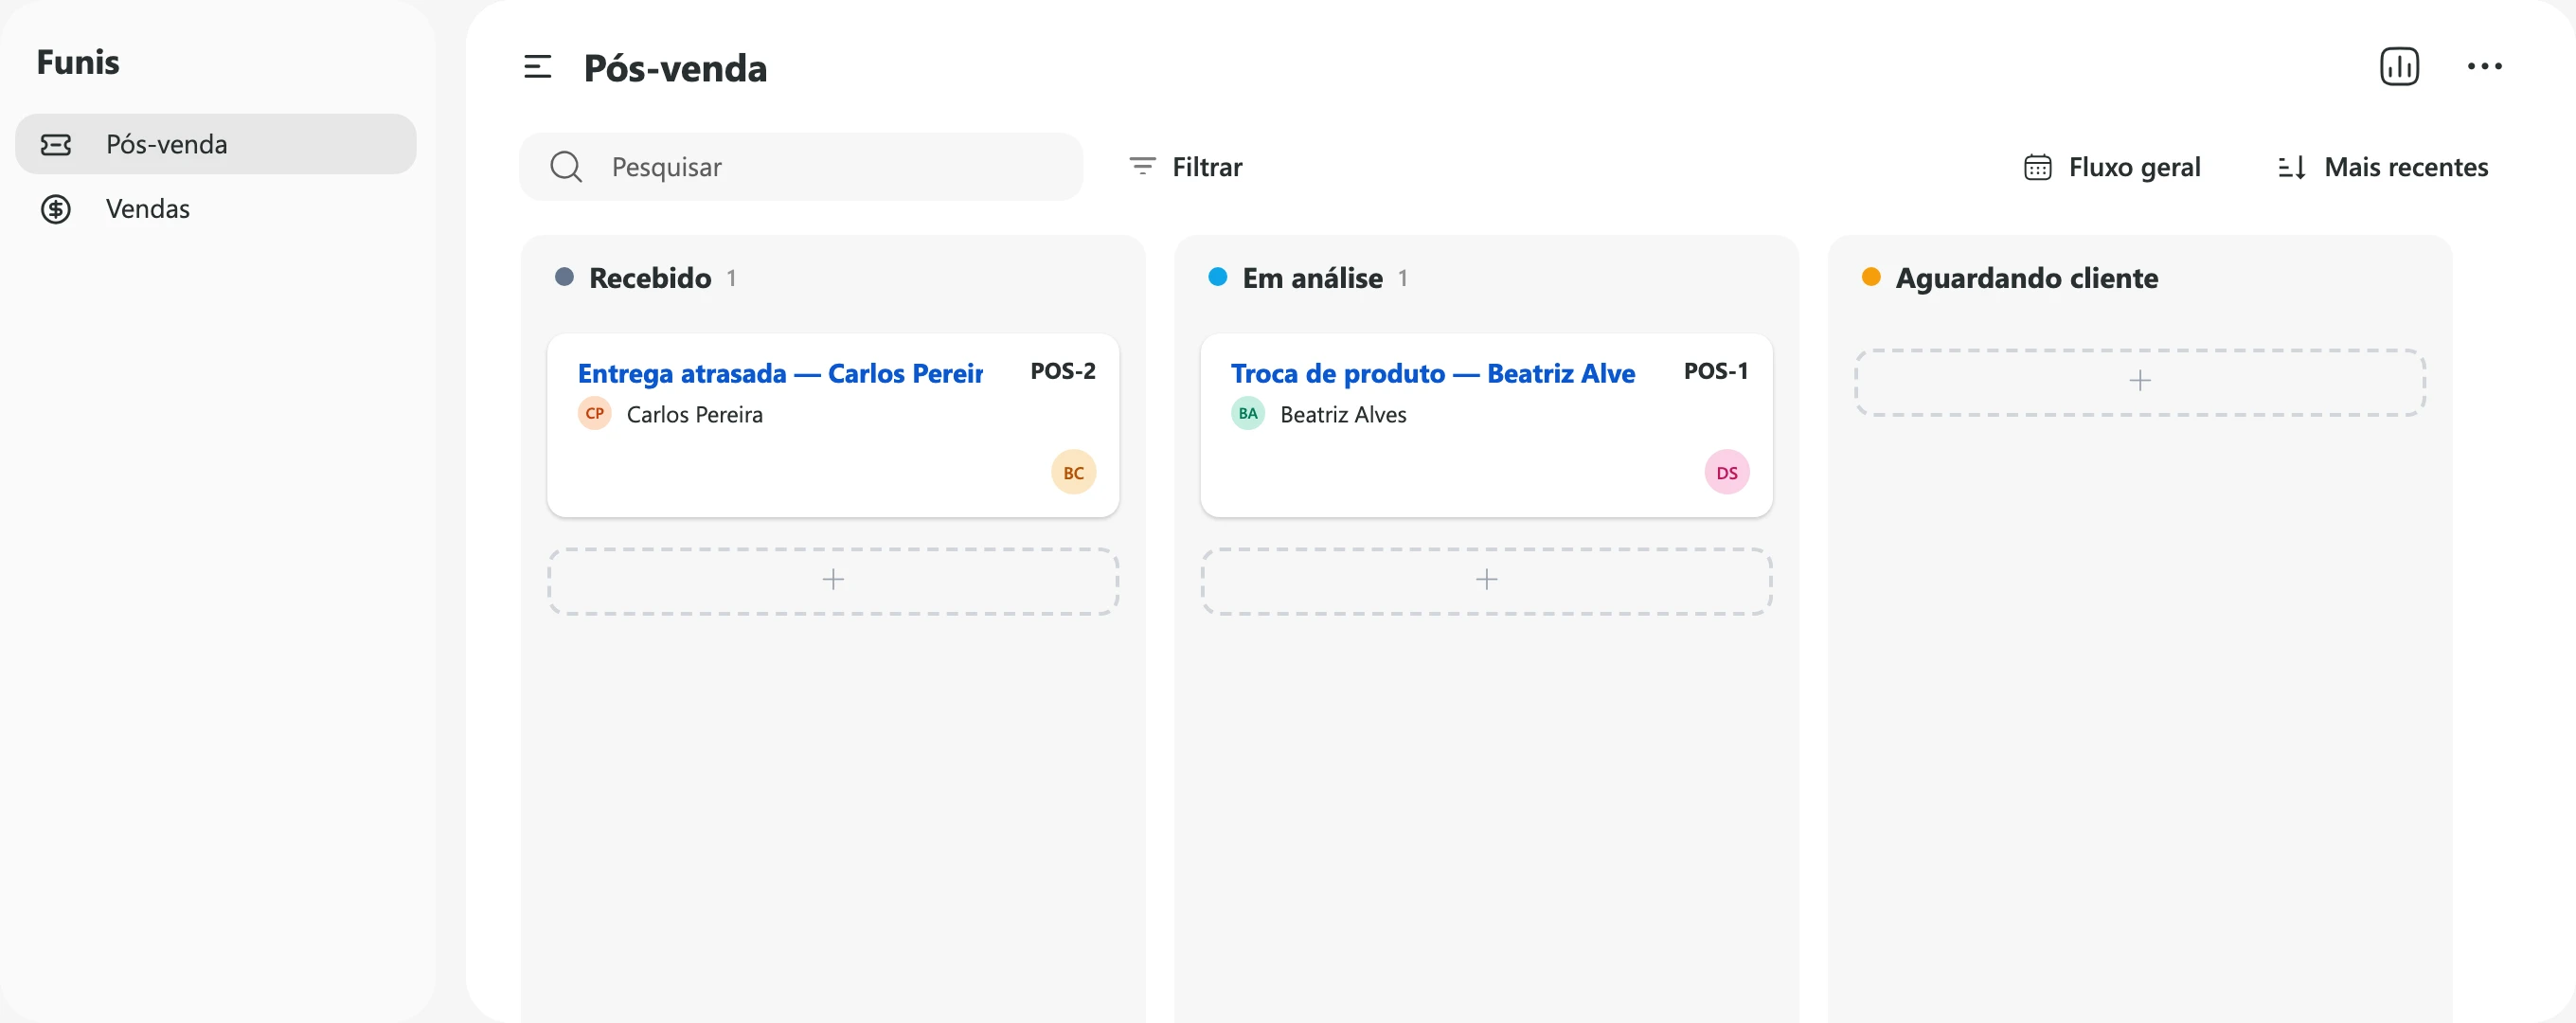 Funis
Pós-venda
Vendas
Pós-venda
Pesquisar
Filtrar
Fluxo geral
Mais recentes
Recebido 1
Entrega atrasada — Carlos Pereir
POS-2
CP Carlos Pereira
BC
Em análise 1
Troca de produto — Beatriz Alve
POS-1
BA Beatriz Alves
DS
Aguardando cliente